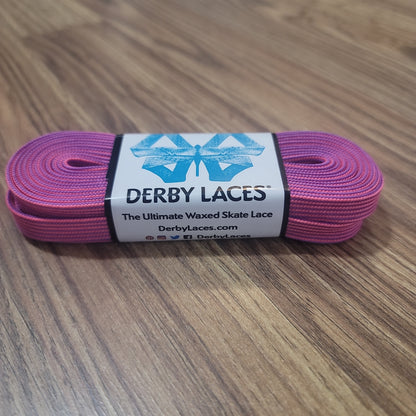 DERBY LACES®
The Ultimate Waxed Skate Lace
DerbyLaces.com
DerbyLaces